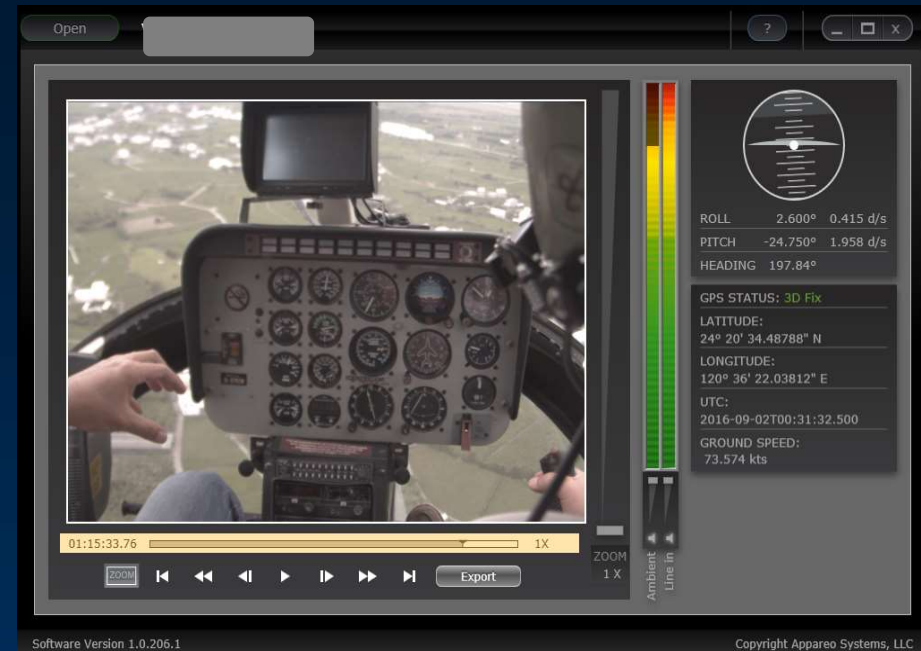 Open
?
X
ROLL 2.600° 0.415 d/s
PITCH -24.750° 1.958 d/s
HEADING 197.84°
GPS STATUS: 3D Fix
LATITUDE:
24° 20' 34.48788" N
LONGITUDE:
120° 36' 22.03812" E
UTC:
2016-09-02T00:31:32.500
GROUND SPEED:
73.574 kts
01:15:33.76 1X
ZOOM
Export
ZOOM
1 X
Ambient
Line in
Software Version 1.0.206.1
Copyright Appareo Systems, LLC